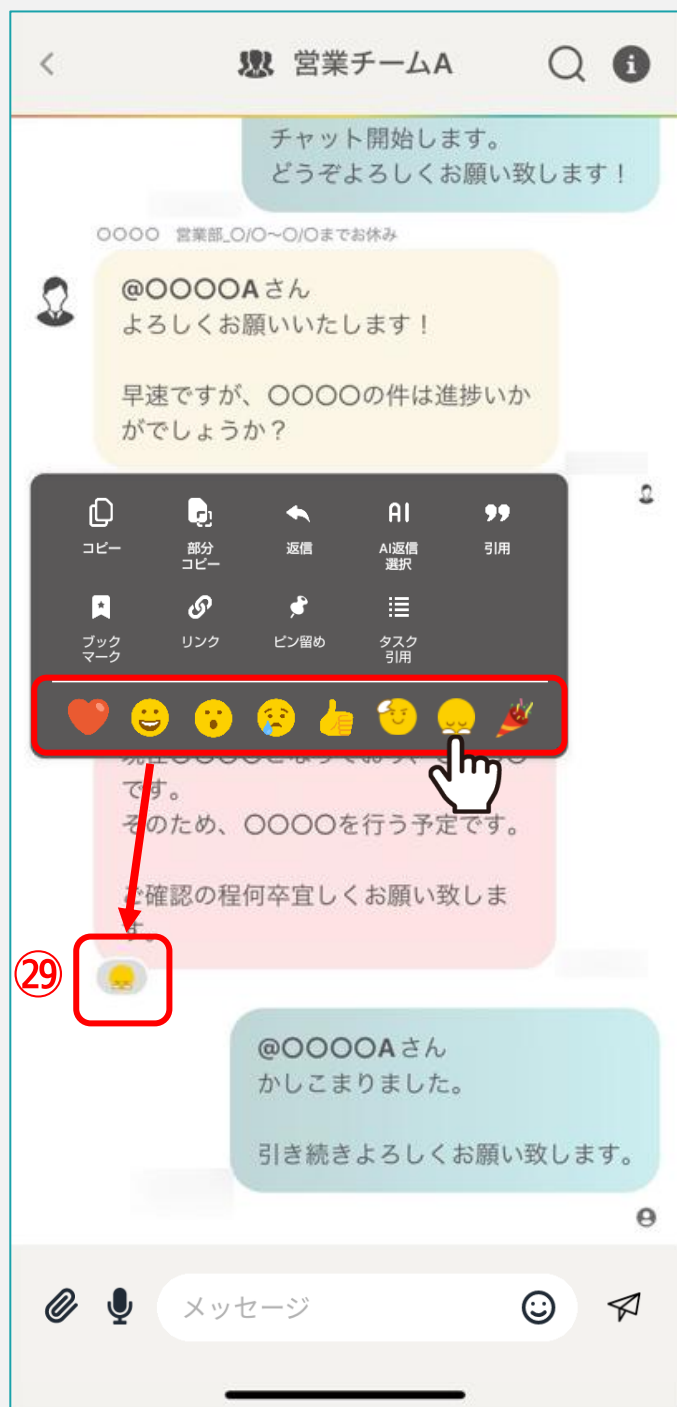 営業チームA
チャット開始します。
どうぞよろしくお願い致します！
〇〇〇〇 営業部_〇/〇～〇/〇までお休み
@〇〇〇〇Aさん
よろしくお願いいたします！
早速ですが、〇〇〇〇の件は進捗いか
がでしょうか？
コピー
部分
コピー
返信
AI
AI返信
選択
引用
ブック
マーク
リンク
ピン留め
タスク
引用
です。
そのため、〇〇〇〇を行う予定です。
ご確認の程何卒宜しくお願い致しま
す。
㉙
@〇〇〇〇Aさん
かしこまりました。
引き続きよろしくお願い致します。
メッセージ